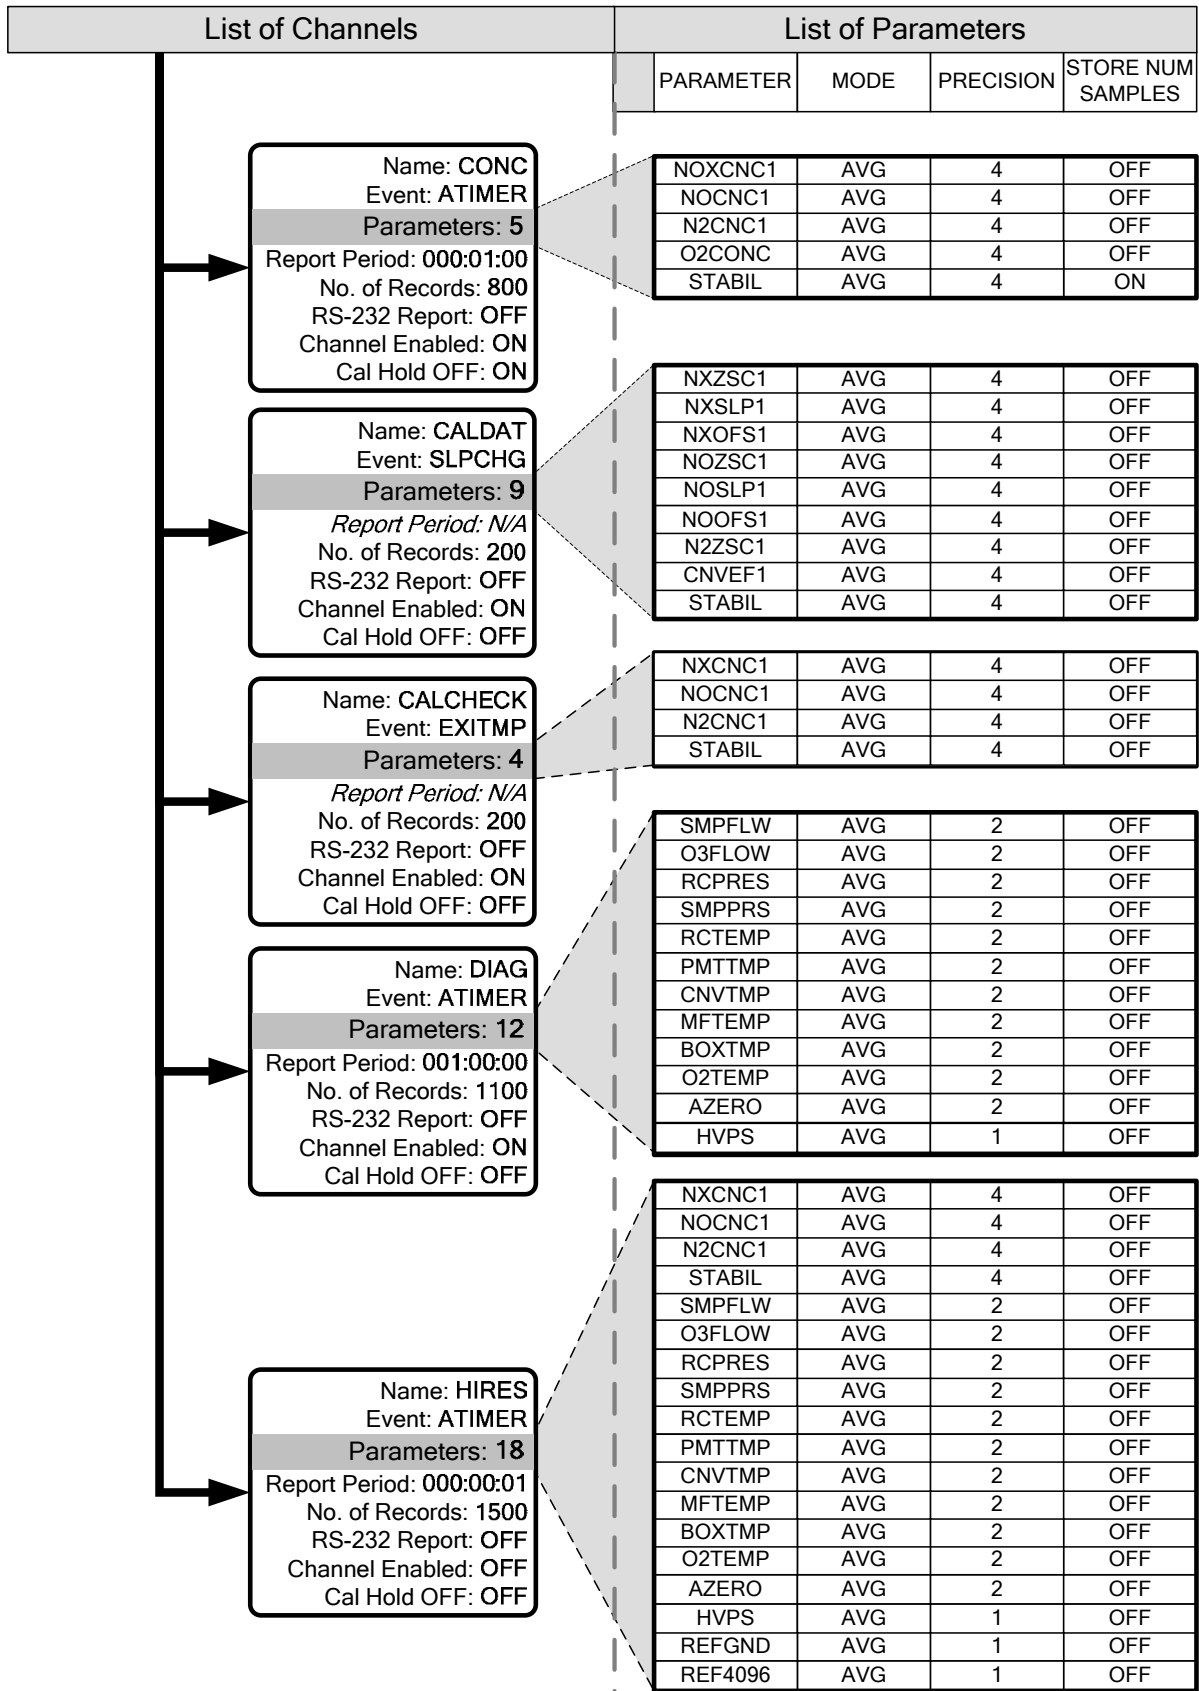 List of Channels
List of Parameters
PARAMETER MODE PRECISION STORE NUM SAMPLES
Name: CONC
Event: ATIMER
Parameters: 5
Report Period: 000:01:00
No. of Records: 800
RS-232 Report: OFF
Channel Enabled: ON
Cal Hold OFF: ON
NOXCNC1 AVG 4 OFF
NOCNC1 AVG 4 OFF
N2CNC1 AVG 4 OFF
O2CONC AVG 4 OFF
STABIL AVG 4 ON
Name: CALDAT
Event: SLPCHG
Parameters: 9
Report Period: N/A
No. of Records: 200
RS-232 Report: OFF
Channel Enabled: ON
Cal Hold OFF: OFF
NXZSC1 AVG 4 OFF
NXSLP1 AVG 4 OFF
NXOFS1 AVG 4 OFF
NOZSC1 AVG 4 OFF
NOSLP1 AVG 4 OFF
NOOFS1 AVG 4 OFF
N2ZSC1 AVG 4 OFF
CNVEF1 AVG 4 OFF
STABIL AVG 4 OFF
Name: CALCHECK
Event: EXITMP
Parameters: 4
Report Period: N/A
No. of Records: 200
RS-232 Report: OFF
Channel Enabled: ON
Cal Hold OFF: OFF
NXCNC1 AVG 4 OFF
NOCNC1 AVG 4 OFF
N2CNC1 AVG 4 OFF
STABIL AVG 4 OFF
Name: DIAG
Event: ATIMER
Parameters: 12
Report Period: 001:00:00
No. of Records: 1100
RS-232 Report: OFF
Channel Enabled: ON
Cal Hold OFF: OFF
SMPFLW AVG 2 OFF
O3FLOW AVG 2 OFF
RCPRES AVG 2 OFF
SMPPRS AVG 2 OFF
RCTEMP AVG 2 OFF
PMTTMP AVG 2 OFF
CNVTMP AVG 2 OFF
MFTEMP AVG 2 OFF
BOXTMP AVG 2 OFF
O2TEMP AVG 2 OFF
AZERO AVG 2 OFF
HVPS AVG 1 OFF
Name: HIRES
Event: ATIMER
Parameters: 18
Report Period: 000:00:01
No. of Records: 1500
RS-232 Report: OFF
Channel Enabled: OFF
Cal Hold OFF: OFF
NXCNC1 AVG 4 OFF
NOCNC1 AVG 4 OFF
N2CNC1 AVG 4 OFF
STABIL AVG 4 OFF
SMPFLW AVG 2 OFF
O3FLOW AVG 2 OFF
RCPRES AVG 2 OFF
SMPPRS AVG 2 OFF
RCTEMP AVG 2 OFF
PMTTMP AVG 2 OFF
CNVTMP AVG 2 OFF
MFTEMP AVG 2 OFF
BOXTMP AVG 2 OFF
O2TEMP AVG 2 OFF
AZERO AVG 2 OFF
HVPS AVG 1 OFF
REFGND AVG 1 OFF
REF4096 AVG 1 OFF